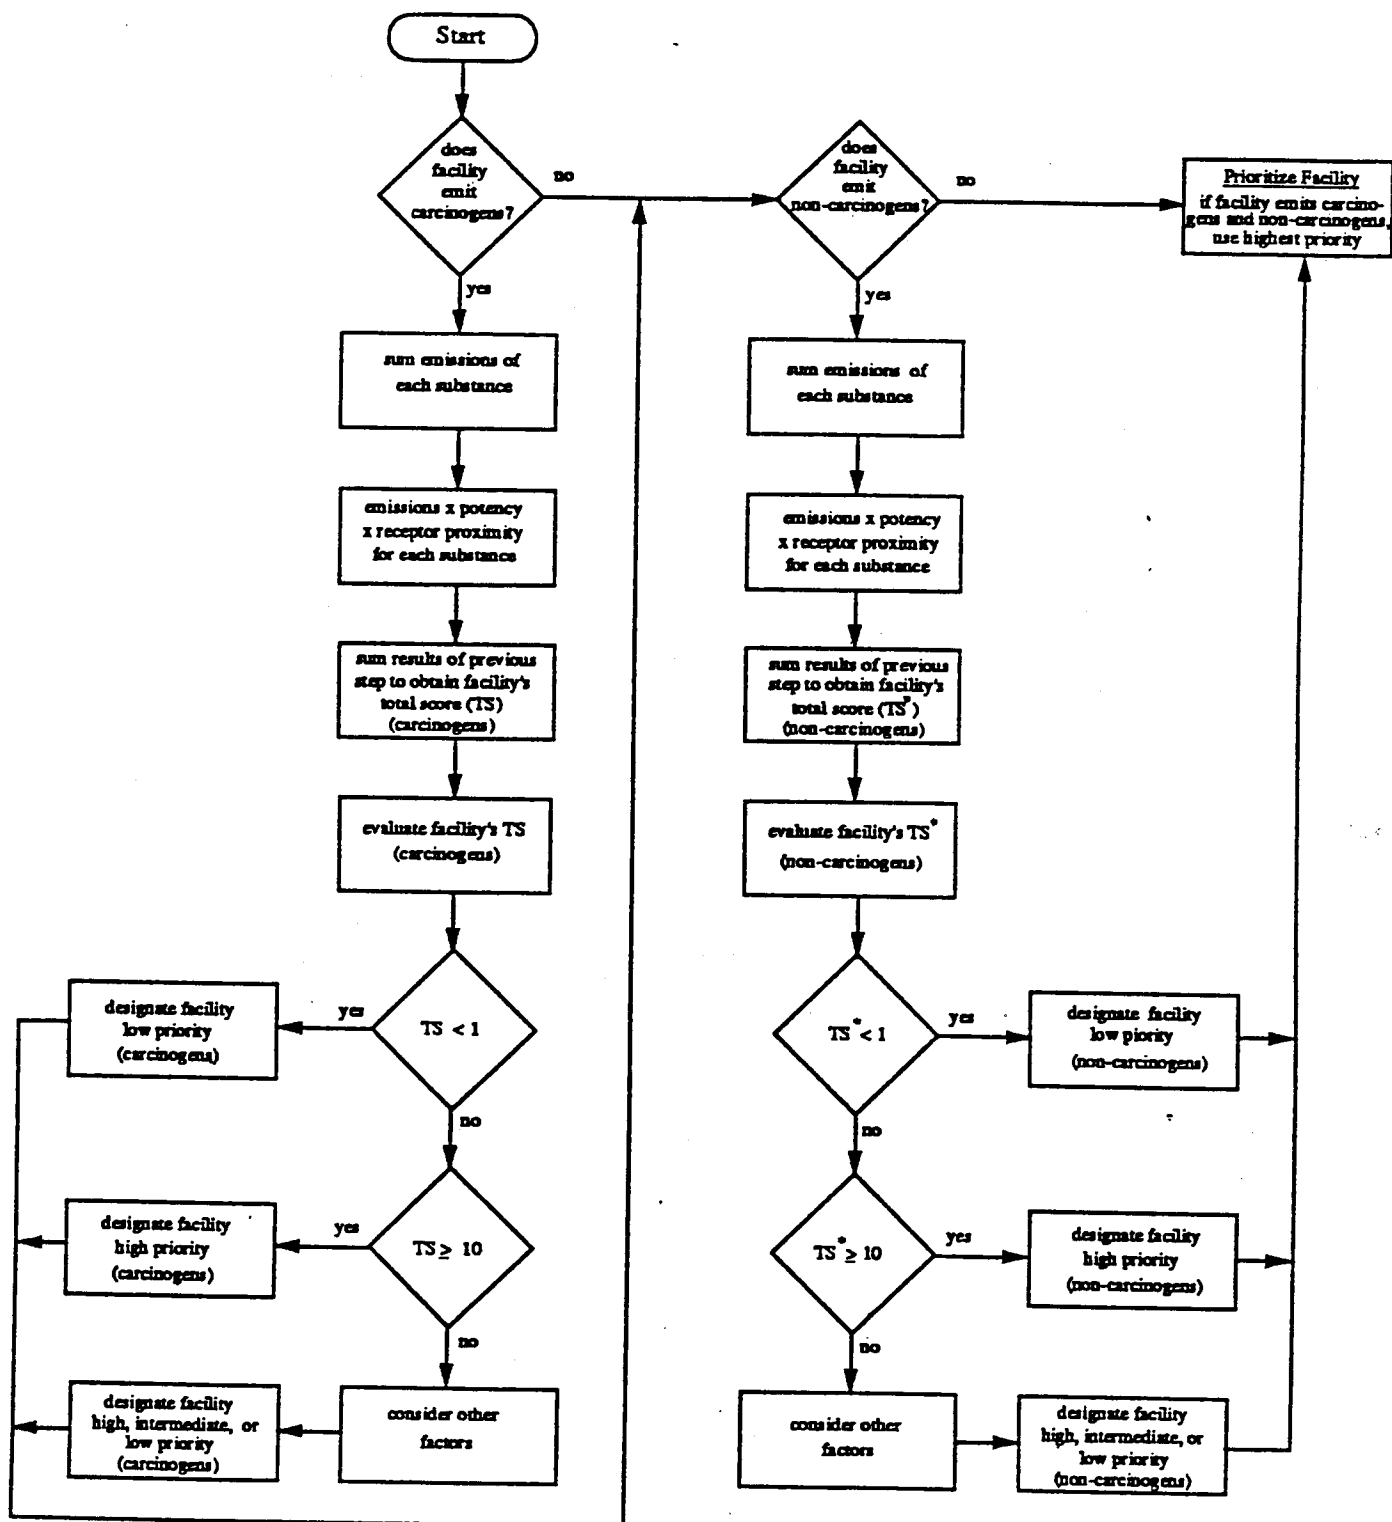 Start
does
facility
emit
carcinogens?
no
yes
sum emissions of
each substance
emissions x potency
x receptor proximity
for each substance
sum results of previous
step to obtain facility's
total score (TS)
(carcinogens)
evaluate facility's TS
(carcinogens)
TS < 1
yes
designate facility
low priority
(carcinogens)
no
TS ≥ 10
yes
designate facility
high priority
(carcinogens)
no
consider other
factors
designate facility
high, intermediate, or
low priority
(carcinogens)
does
facility
emit
non-carcinogens?
no
yes
sum emissions of
each substance
emissions x potency
x receptor proximity
for each substance
sum results of previous
step to obtain facility's
total score (TS*)
(non-carcinogens)
evaluate facility's TS*
(non-carcinogens)
TS* < 1
yes
designate facility
low piority
(non-carcinogens)
no
TS* ≥ 10
yes
designate facility
high priority
(non-carcinogens)
no
consider other
factors
designate facility
high, intermediate, or
low priority
(non-carcinogens)
Prioritize Facility
if facility emits carcino-
gens and non-carcinogens,
use highest priority